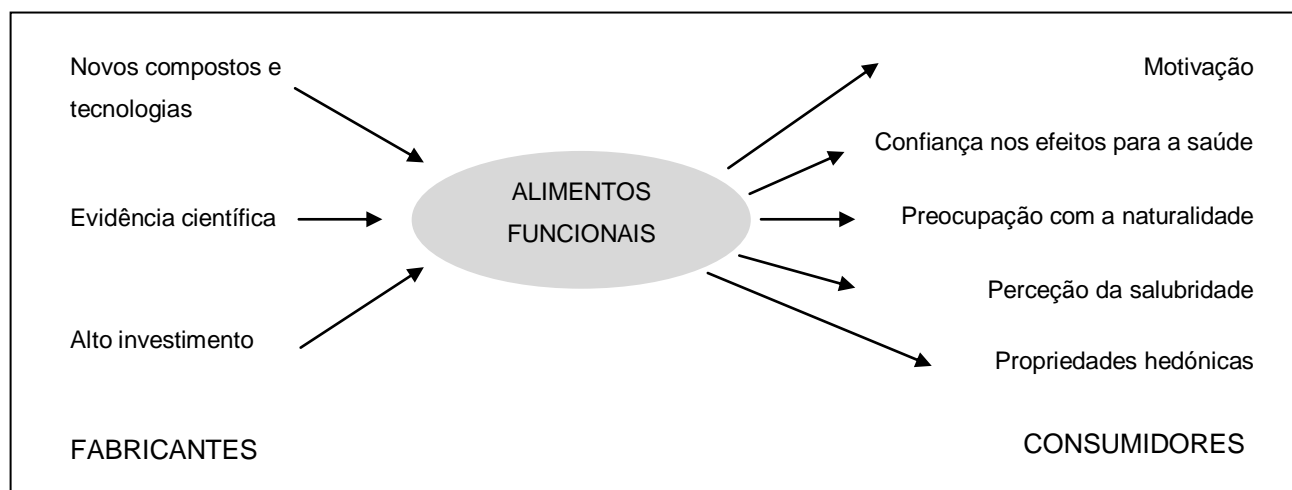 Novos compostos e
tecnologias
Evidência científica
Alto investimento
FABRICANTES
ALIMENTOS
FUNCIONAIS
Motivação
Confiança nos efeitos para a saúde
Preocupação com a naturalidade
Perceção da salubridade
Propriedades hedónicas
CONSUMIDORES